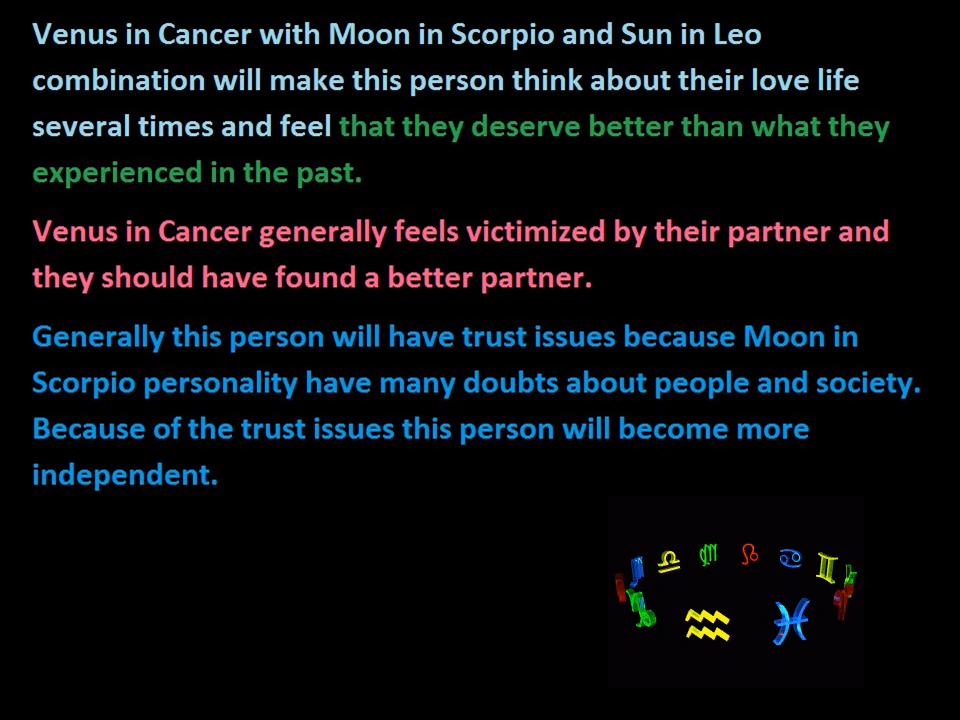 Venus in Cancer with Moon in Scorpio and Sun in Leo
combination will make this person think about their love life
several times and feel that they deserve better than what they
experienced in the past.
Venus in Cancer generally feels victimized by their partner and
they should have found a better partner.
Generally this person will have trust issues because Moon in
Scorpio personality have many doubts about people and society.
Because of the trust issues this person will become more
independent.